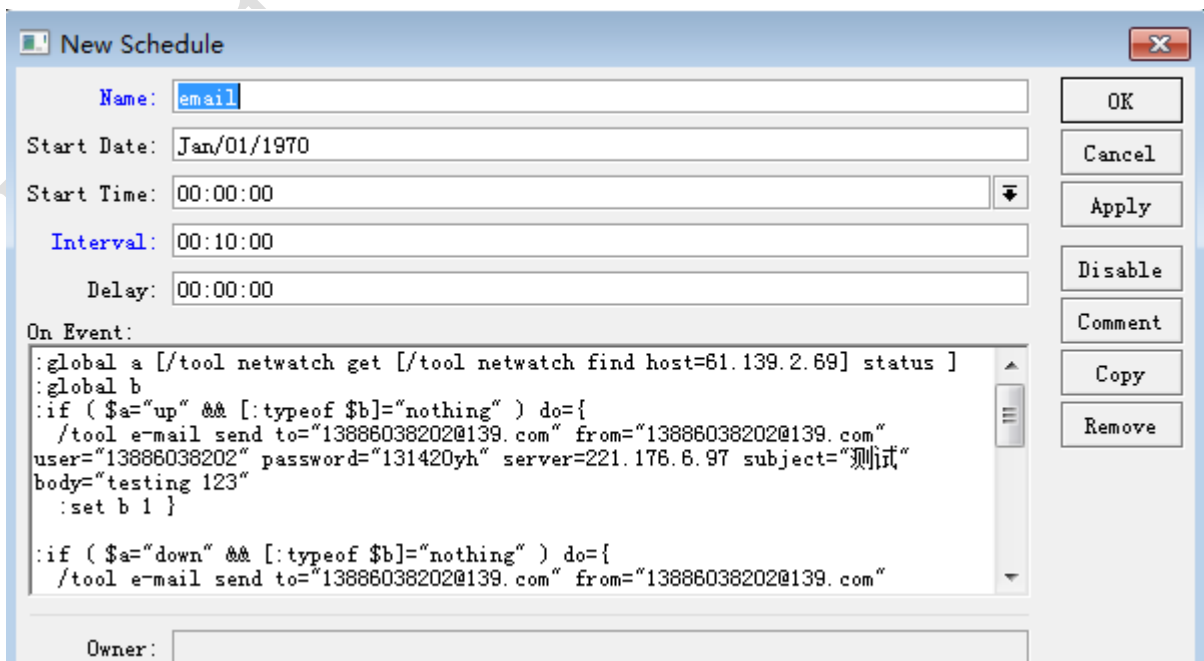 New Schedule
Name: email
OK
Start Date: Jan/01/1970
Cancel
Start Time: 00:00:00
Apply
Interval: 00:10:00
Disable
Delay: 00:00:00
Comment
On Event:
:global a [/tool netwatch get [/tool netwatch find host=61.139.2.69] status ]
Copy
:global b
:if ( $a="up" && [:typeof $b]="nothing" ) do={
Remove
/tool e-mail send to="13886038202@139.com" from="13886038202@139.com"
user="13886038202" password="131420yh" server=221.176.6.97 subject="测试"
body="testing 123"
:set b 1 }
:if ( $a="down" && [:typeof $b]="nothing" ) do={
/tool e-mail send to="13886038202@139.com" from="13886038202@139.com"
Owner: